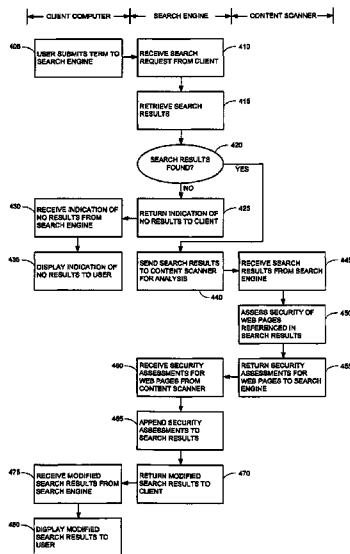 CLIENT COMPUTER
SEARCH ENGINE
CONTENT SCANNER
405
USER SUBMITS TERM TO
SEARCH ENGINE
410
RECEIVE SEARCH
REQUEST FROM CLIENT
415
RETRIEVE SEARCH
RESULTS
420
SEARCH RESULTS
FOUND?
YES
NO
430
RECEIVE INDICATION OF
NO RESULTS FROM
SEARCH ENGINE
425
RETURN INDICATION OF
NO RESULTS TO CLIENT
435
DISPLAY INDICATION OF
NO RESULTS TO USER
SEND SEARCH RESULTS
TO CONTENT SCANNER
FOR ANALYSIS
440
445
RECEIVE SEARCH
RESULTS FROM SEARCH
ENGINE
450
ASSESS SECURITY OF
WEB PAGES
REFERENCED IN
SEARCH RESULTS
455
RETURN SECURITY
ASSESSMENTS FOR
WEB PAGES TO SEARCH
ENGINE
460
RECEIVE SECURITY
ASSESSMENTS FOR
WEB PAGES FROM
CONTENT SCANNER
465
APPEND SECURITY
ASSESSMENTS TO
SEARCH RESULTS
470
RETURN MODIFIED
SEARCH RESULTS TO
CLIENT
475
RECEIVE MODIFIED
SEARCH RESULTS FROM
SEARCH ENGINE
480
DISPLAY MODIFIED
SEARCH RESULTS TO
USER